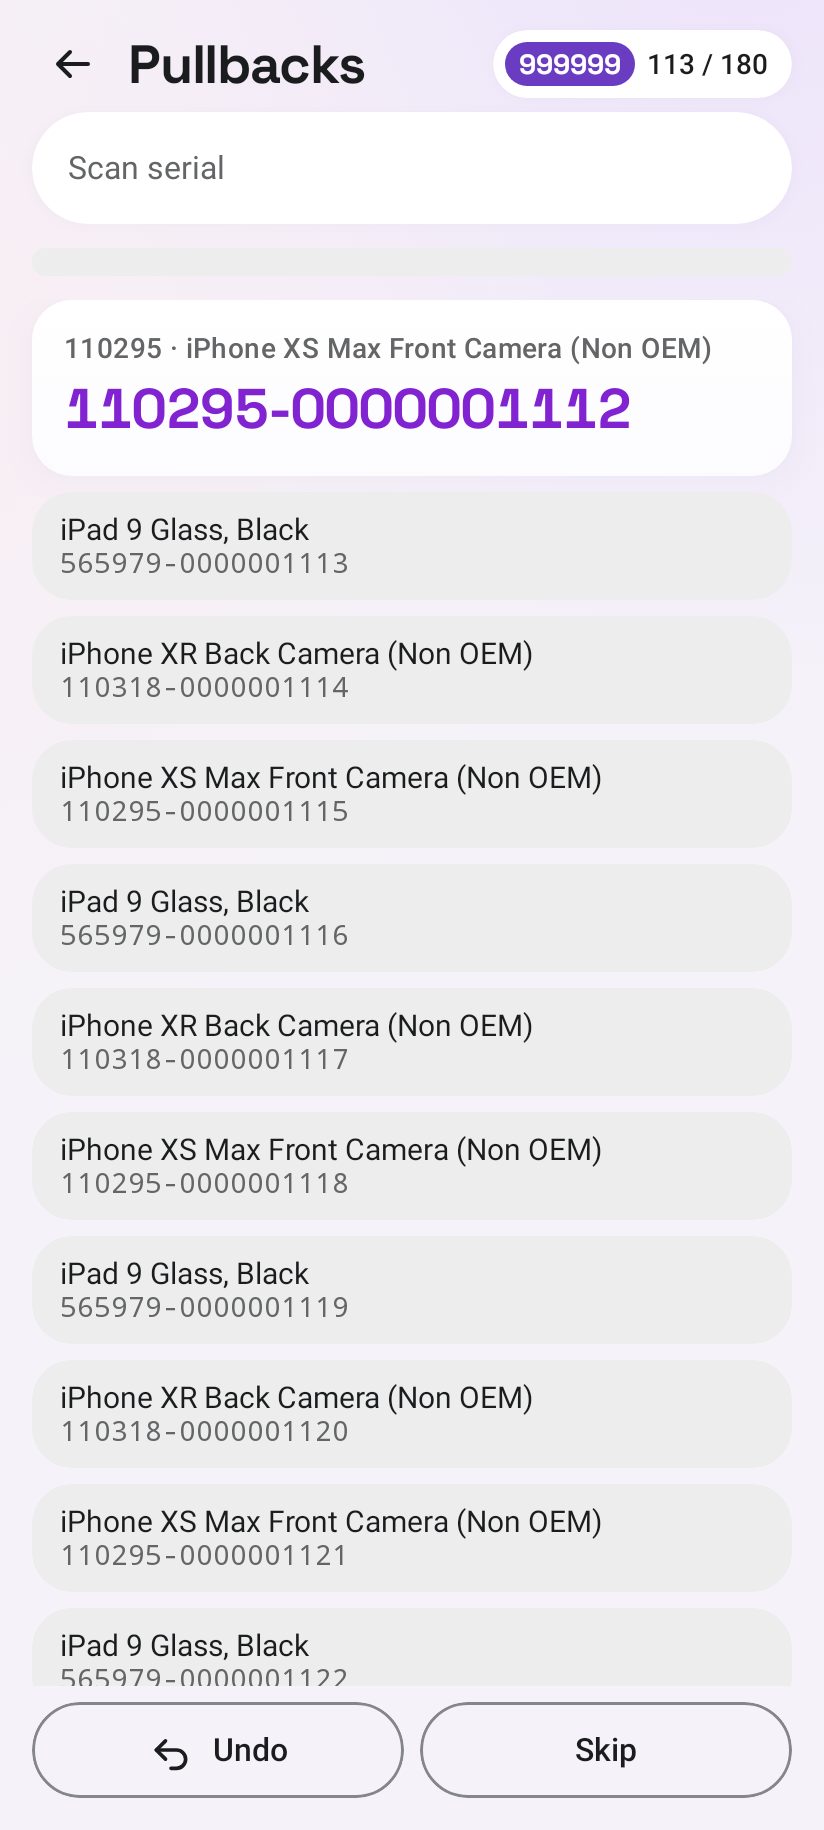 Pullbacks
999999 113 / 180
Scan serial
110295 · iPhone XS Max Front Camera (Non OEM)
110295-0000001112
iPad 9 Glass, Black
565979-0000001113
iPhone XR Back Camera (Non OEM)
110318-0000001114
iPhone XS Max Front Camera (Non OEM)
110295-0000001115
iPad 9 Glass, Black
565979-0000001116
iPhone XR Back Camera (Non OEM)
110318-0000001117
iPhone XS Max Front Camera (Non OEM)
110295-0000001118
iPad 9 Glass, Black
565979-0000001119
iPhone XR Back Camera (Non OEM)
110318-0000001120
iPhone XS Max Front Camera (Non OEM)
110295-0000001121
iPad 9 Glass, Black
565979-0000001122
Undo
Skip